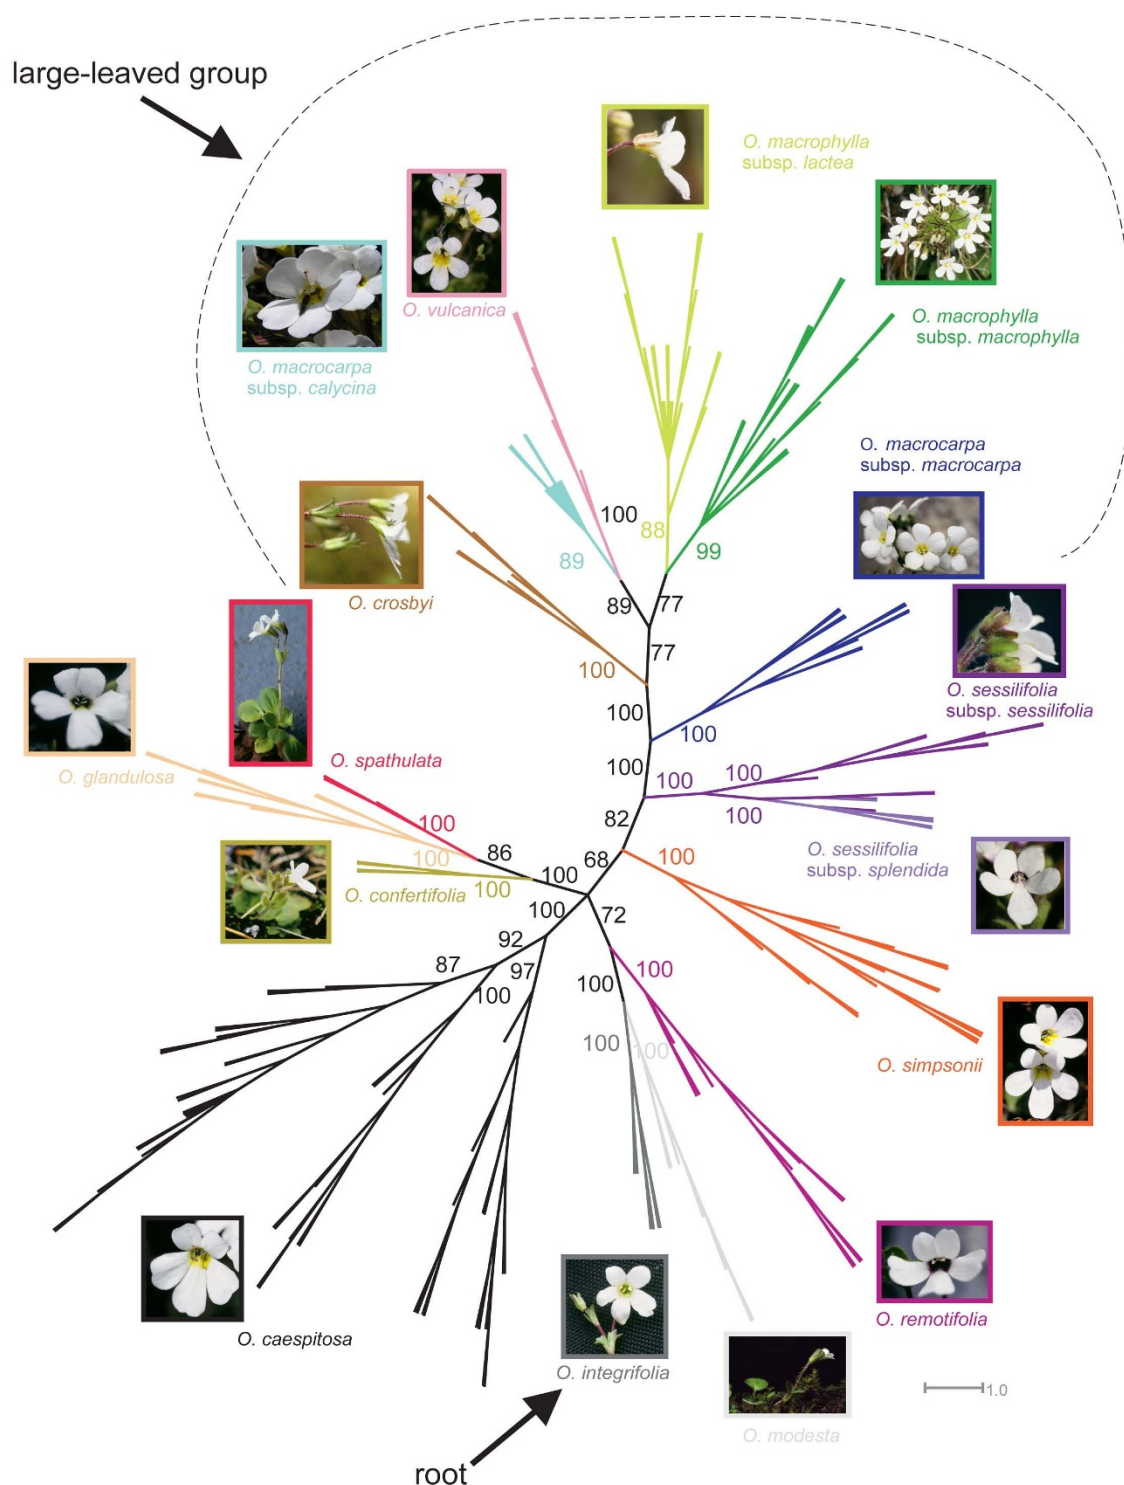 large-leaved group
O. macrophylla
subsp. lactea
O. vulcanica
O. macrophylla
subsp. macrophylla
O. macrocarpa
subsp. calycina
O. macrocarpa
subsp. macrocarpa
100
88
99
89
O. crosbyi
89
77
77
100
O. sessilifolia
subsp. sessilifolia
100
100
O. spathulata
O. glandulosa
100
100
100
100
82
100
O. sessilifolia
subsp. splendida
86
68
100
100
100
100
O. confertifolia
100
72
92
87
97
100
100
100
100
100
O. simpsonii
O. remotifolia
O. caespitosa
O. integrifolia
1.0
O. modesta
root